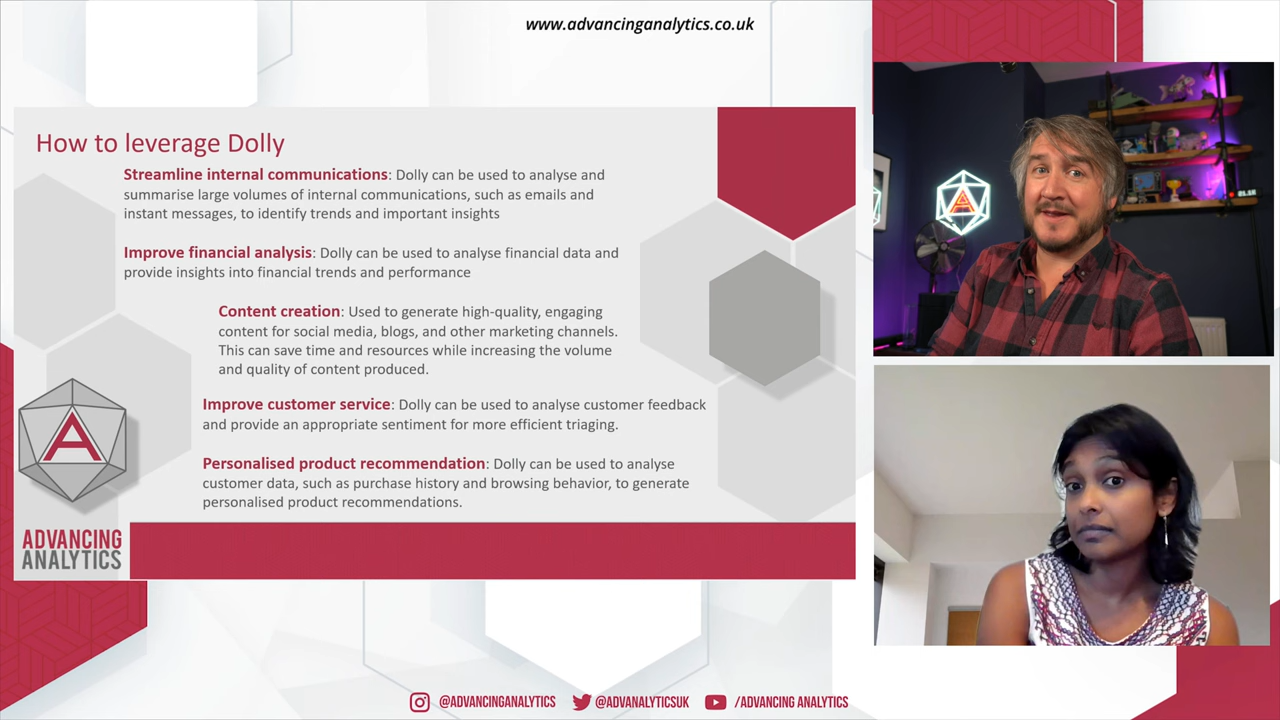 www.advancinganalytics.co.uk
How to leverage Dolly
Streamline internal communications: Dolly can be used to analyse and
summarise large volumes of internal communications, such as emails and
instant messages, to identify trends and important insights
Improve financial analysis: Dolly can be used to analyse financial data and
provide insights into financial trends and performance
Content creation: Used to generate high-quality, engaging
content for social media, blogs, and other marketing channels.
This can save time and resources while increasing the volume
and quality of content produced.
Improve customer service: Dolly can be used to analyse customer feedback
and provide an appropriate sentiment for more efficient triaging.
Personalised product recommendation: Dolly can be used to analyse
customer data, such as purchase history and browsing behavior, to generate
personalised product recommendations.
A
ADVANCING
ANALYTICS
A
@ADVANCINGANALYTICS
@ADVANALYTICSUK
/ADVANCING ANALYTICS